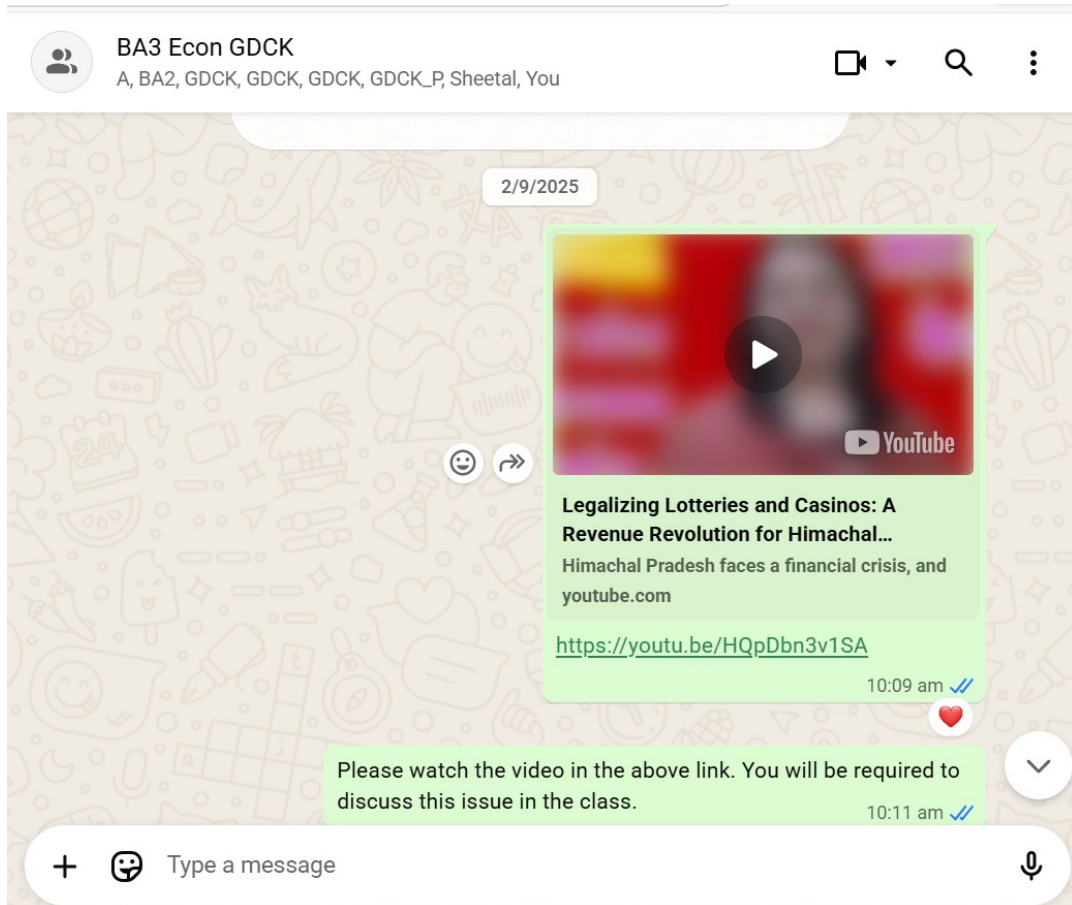 BA3 Econ GDCK
A, BA2, GDCK, GDCK, GDCK, GDCK_P, Sheetal, You
2/9/2025
YouTube
Legalizing Lotteries and Casinos: A
Revenue Revolution for Himachal...
Himachal Pradesh faces a financial crisis, and
youtube.com
https://youtu.be/HQpDbn3v1SA
10:09 am
Please watch the video in the above link. You will be required to
discuss this issue in the class.
10:11 am
Type a message